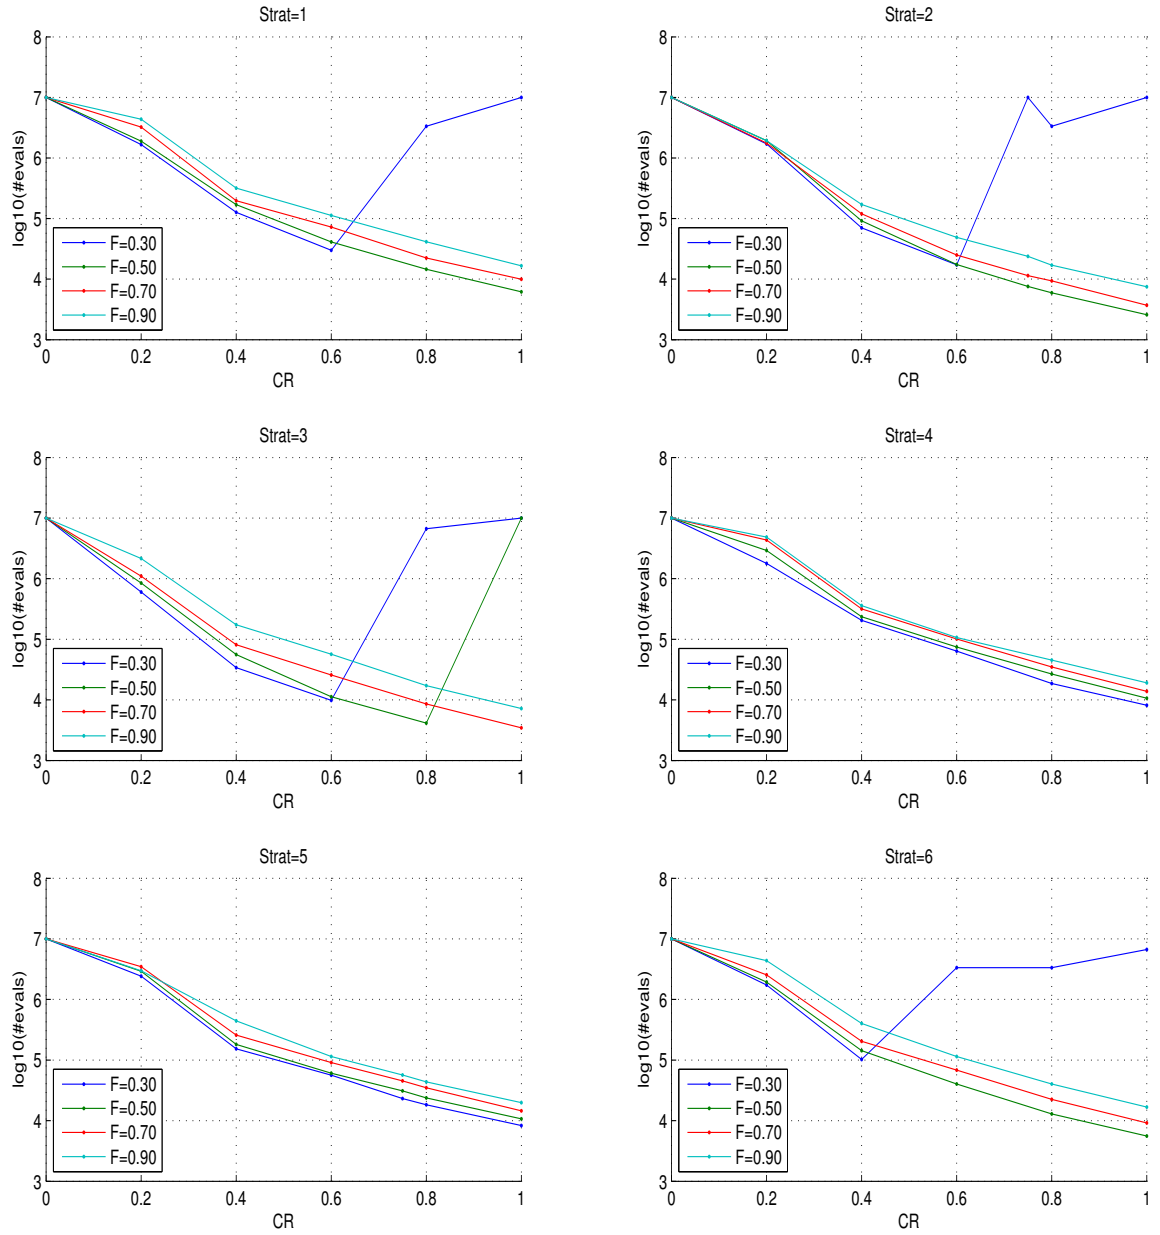 Strat=1
8
7
6
5
4
3
log10(#evals)
F=0.30
F=0.50
F=0.70
F=0.90
0 0.2 0.4 0.6 0.8 1
CR
Strat=2
8
7
6
5
4
3
log10(#evals)
F=0.30
F=0.50
F=0.70
F=0.90
0 0.2 0.4 0.6 0.8 1
CR
Strat=3
8
7
6
5
4
3
log10(#evals)
F=0.30
F=0.50
F=0.70
F=0.90
0 0.2 0.4 0.6 0.8 1
CR
Strat=4
8
7
6
5
4
3
log10(#evals)
F=0.30
F=0.50
F=0.70
F=0.90
0 0.2 0.4 0.6 0.8 1
CR
Strat=5
8
7
6
5
4
3
log10(#evals)
F=0.30
F=0.50
F=0.70
F=0.90
0 0.2 0.4 0.6 0.8 1
CR
Strat=6
8
7
6
5
4
3
log10(#evals)
F=0.30
F=0.50
F=0.70
F=0.90
0 0.2 0.4 0.6 0.8 1
CR